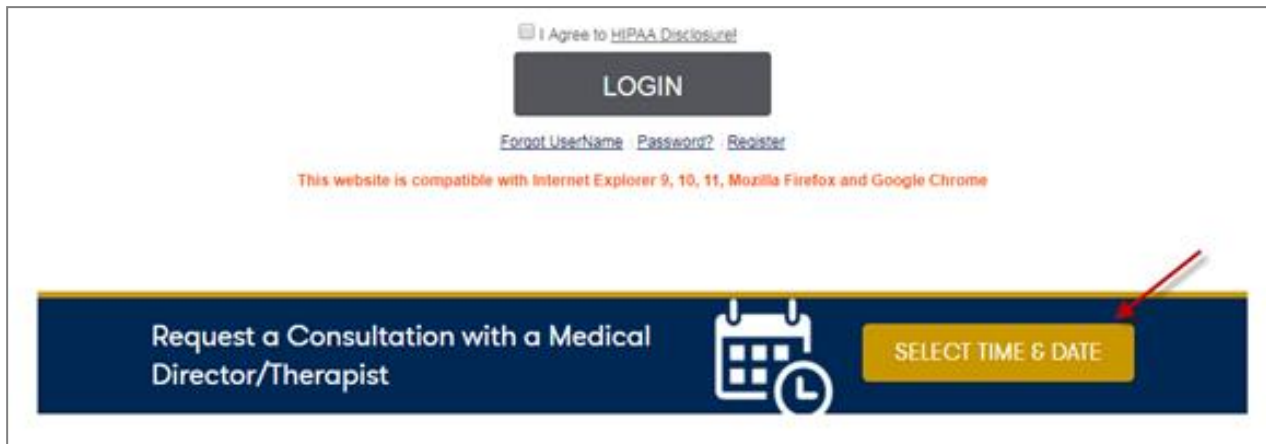 I Agree to HIPAA Disclosure!
LOGIN
Forgot UserName Password? Register
This website is compatible with Internet Explorer 9, 10, 11, Mozilla Firefox and Google Chrome
Request a Consultation with a Medical
Director/Therapist
SELECT TIME & DATE